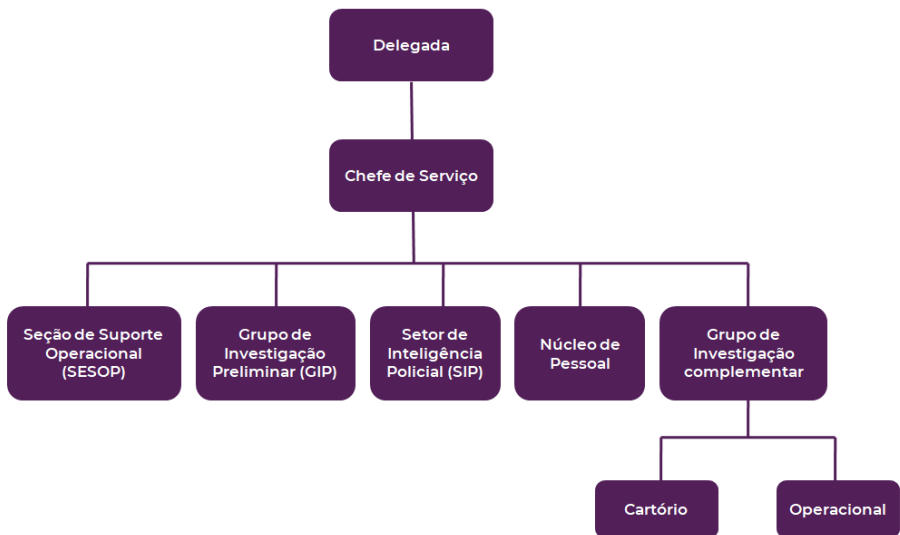 Delegada
Chefe de Serviço
Seção de Suporte
Operacional
(SESOP)
Grupo de
Investigação
Preliminar (GIP)
Setor de
Inteligência
Policial (SIP)
Núcleo de
Pessoal
Grupo de
Investigação
complementar
Cartório
Operacional